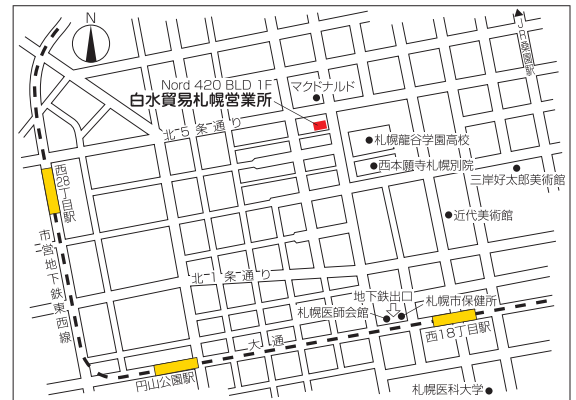 N
JR桑園駅
Nord 420 BLD 1F
マクドナルド
白水貿易札幌営業所
北5条通り
札幌龍谷学園高校
西本願寺札幌別院
三岸好太郎美術館
西28丁目駅
近代美術館
市営地下鉄東西線
北1条通り
地下鉄出口
札幌市保健所
札幌医師会館
大通
西18丁目駅
円山公園駅
札幌医科大学